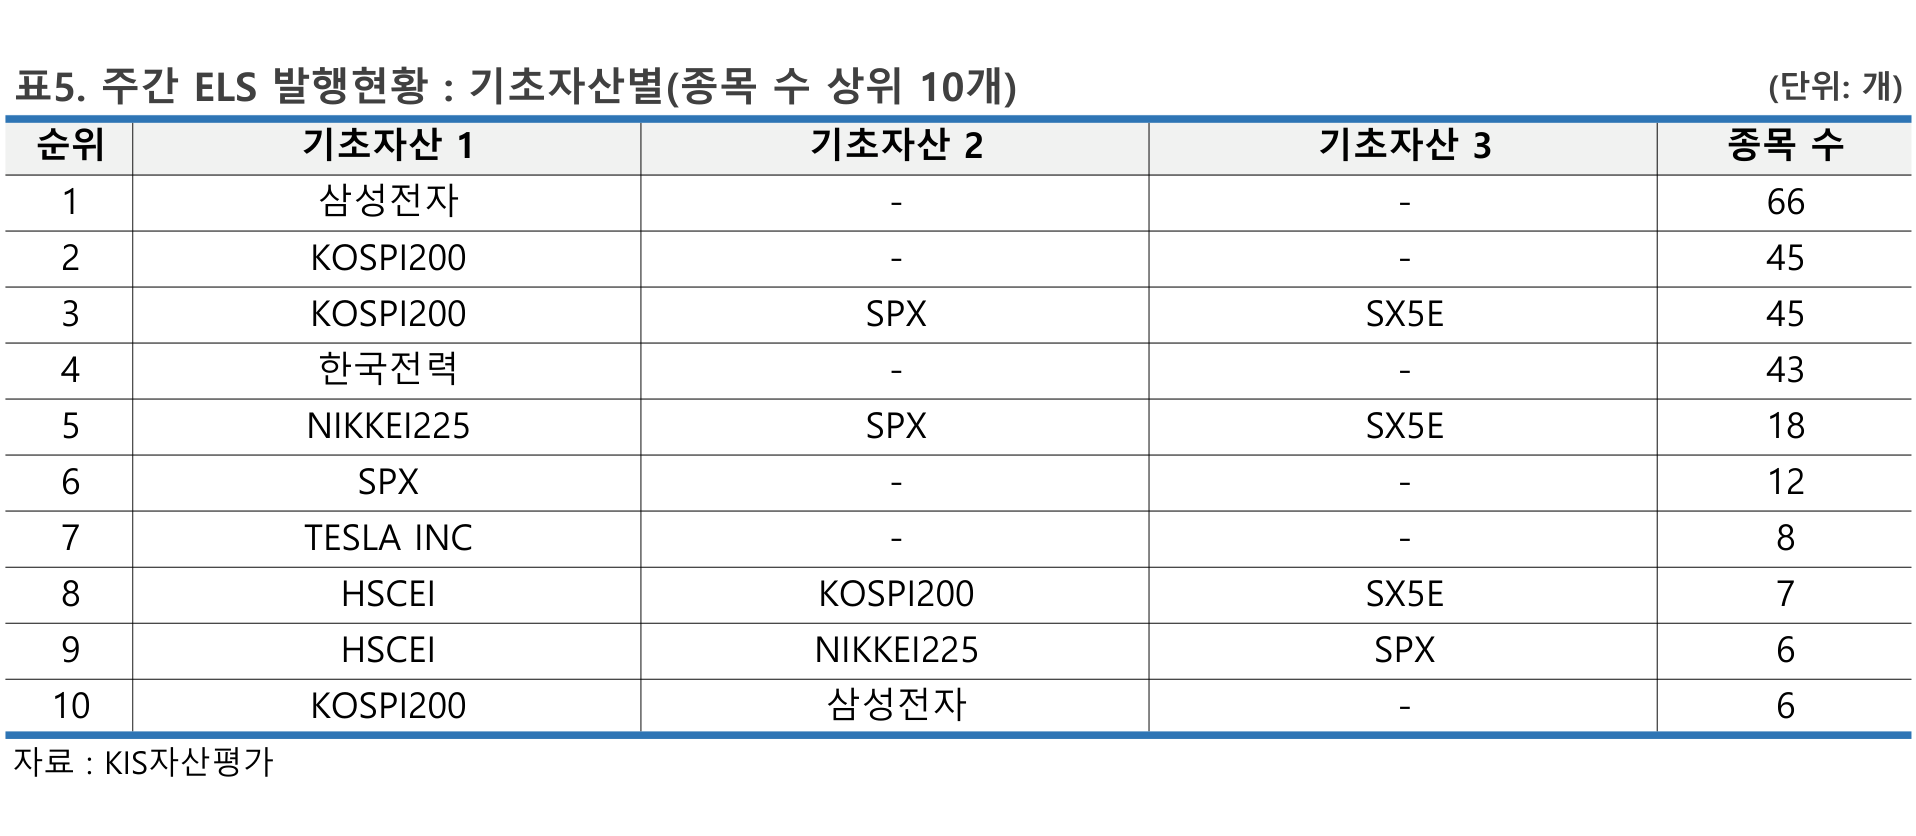 표5. 주간 ELS 발행현황 : 기초자산별(종목 수 상위 10개) (단위: 개)
순위 기초자산 1 기초자산 2 기초자산 3 종목 수
1 삼성전자 - - 66
2 KOSPI200 - - 45
3 KOSPI200 SPX SX5E 45
4 한국전력 - - 43
5 NIKKEI225 SPX SX5E 18
6 SPX - - 12
7 TESLA INC - - 8
8 HSCEI KOSPI200 SX5E 7
9 HSCEI NIKKEI225 SPX 6
10 KOSPI200 삼성전자 - 6
자료 : KIS자산평가